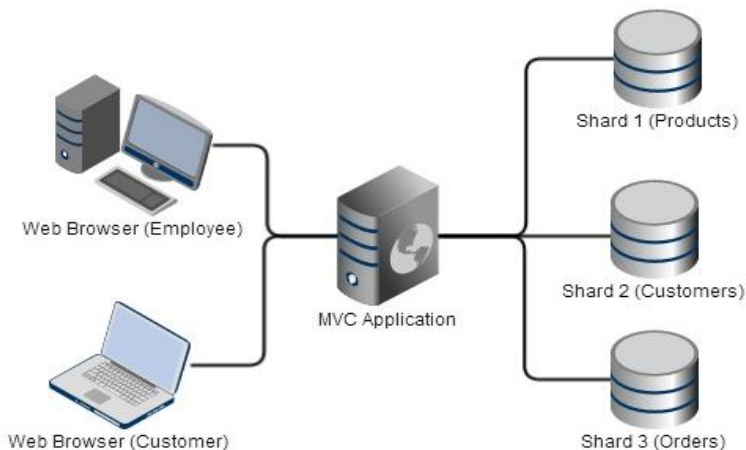 Shard 1 (Products)
Web Browser (Employee)
Shard 2 (Customers)
MVC Application
Web Browser (Customer)
Shard 3 (Orders)